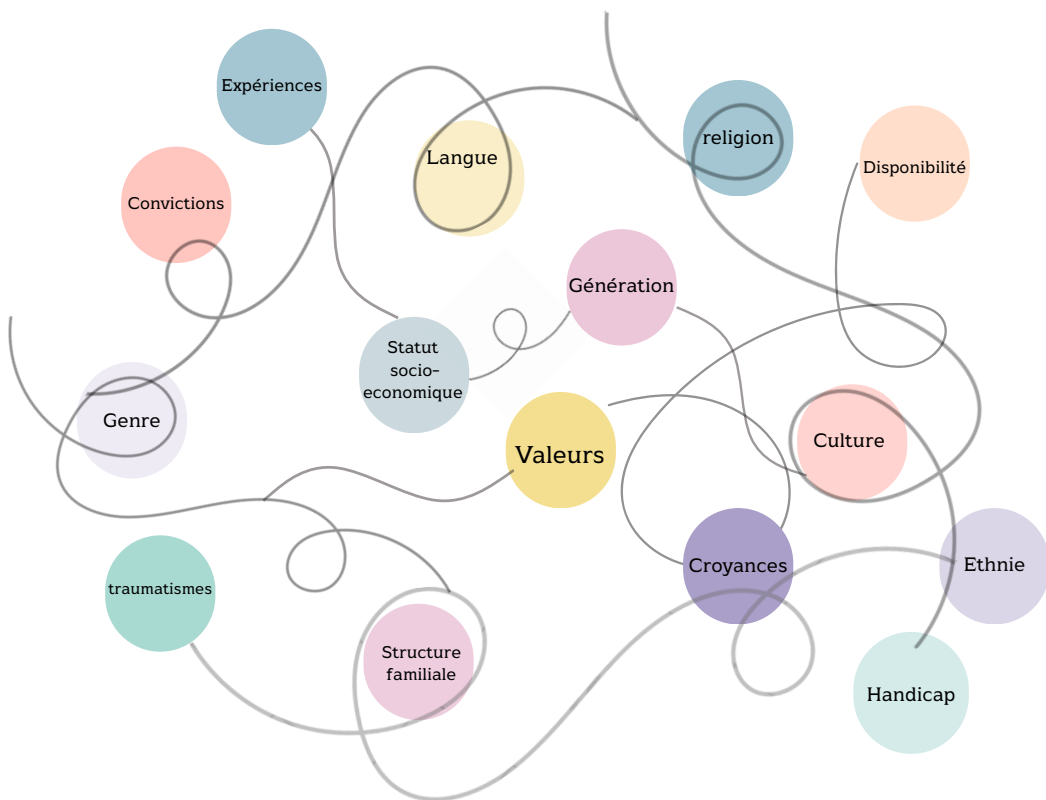 Expériences
Langue
religion
Disponibilité
Convictions
Génération
Statut
socio-
economique
Genre
Valeurs
Culture
Croyances
Ethnie
traumatismes
Structure
familiale
Handicap